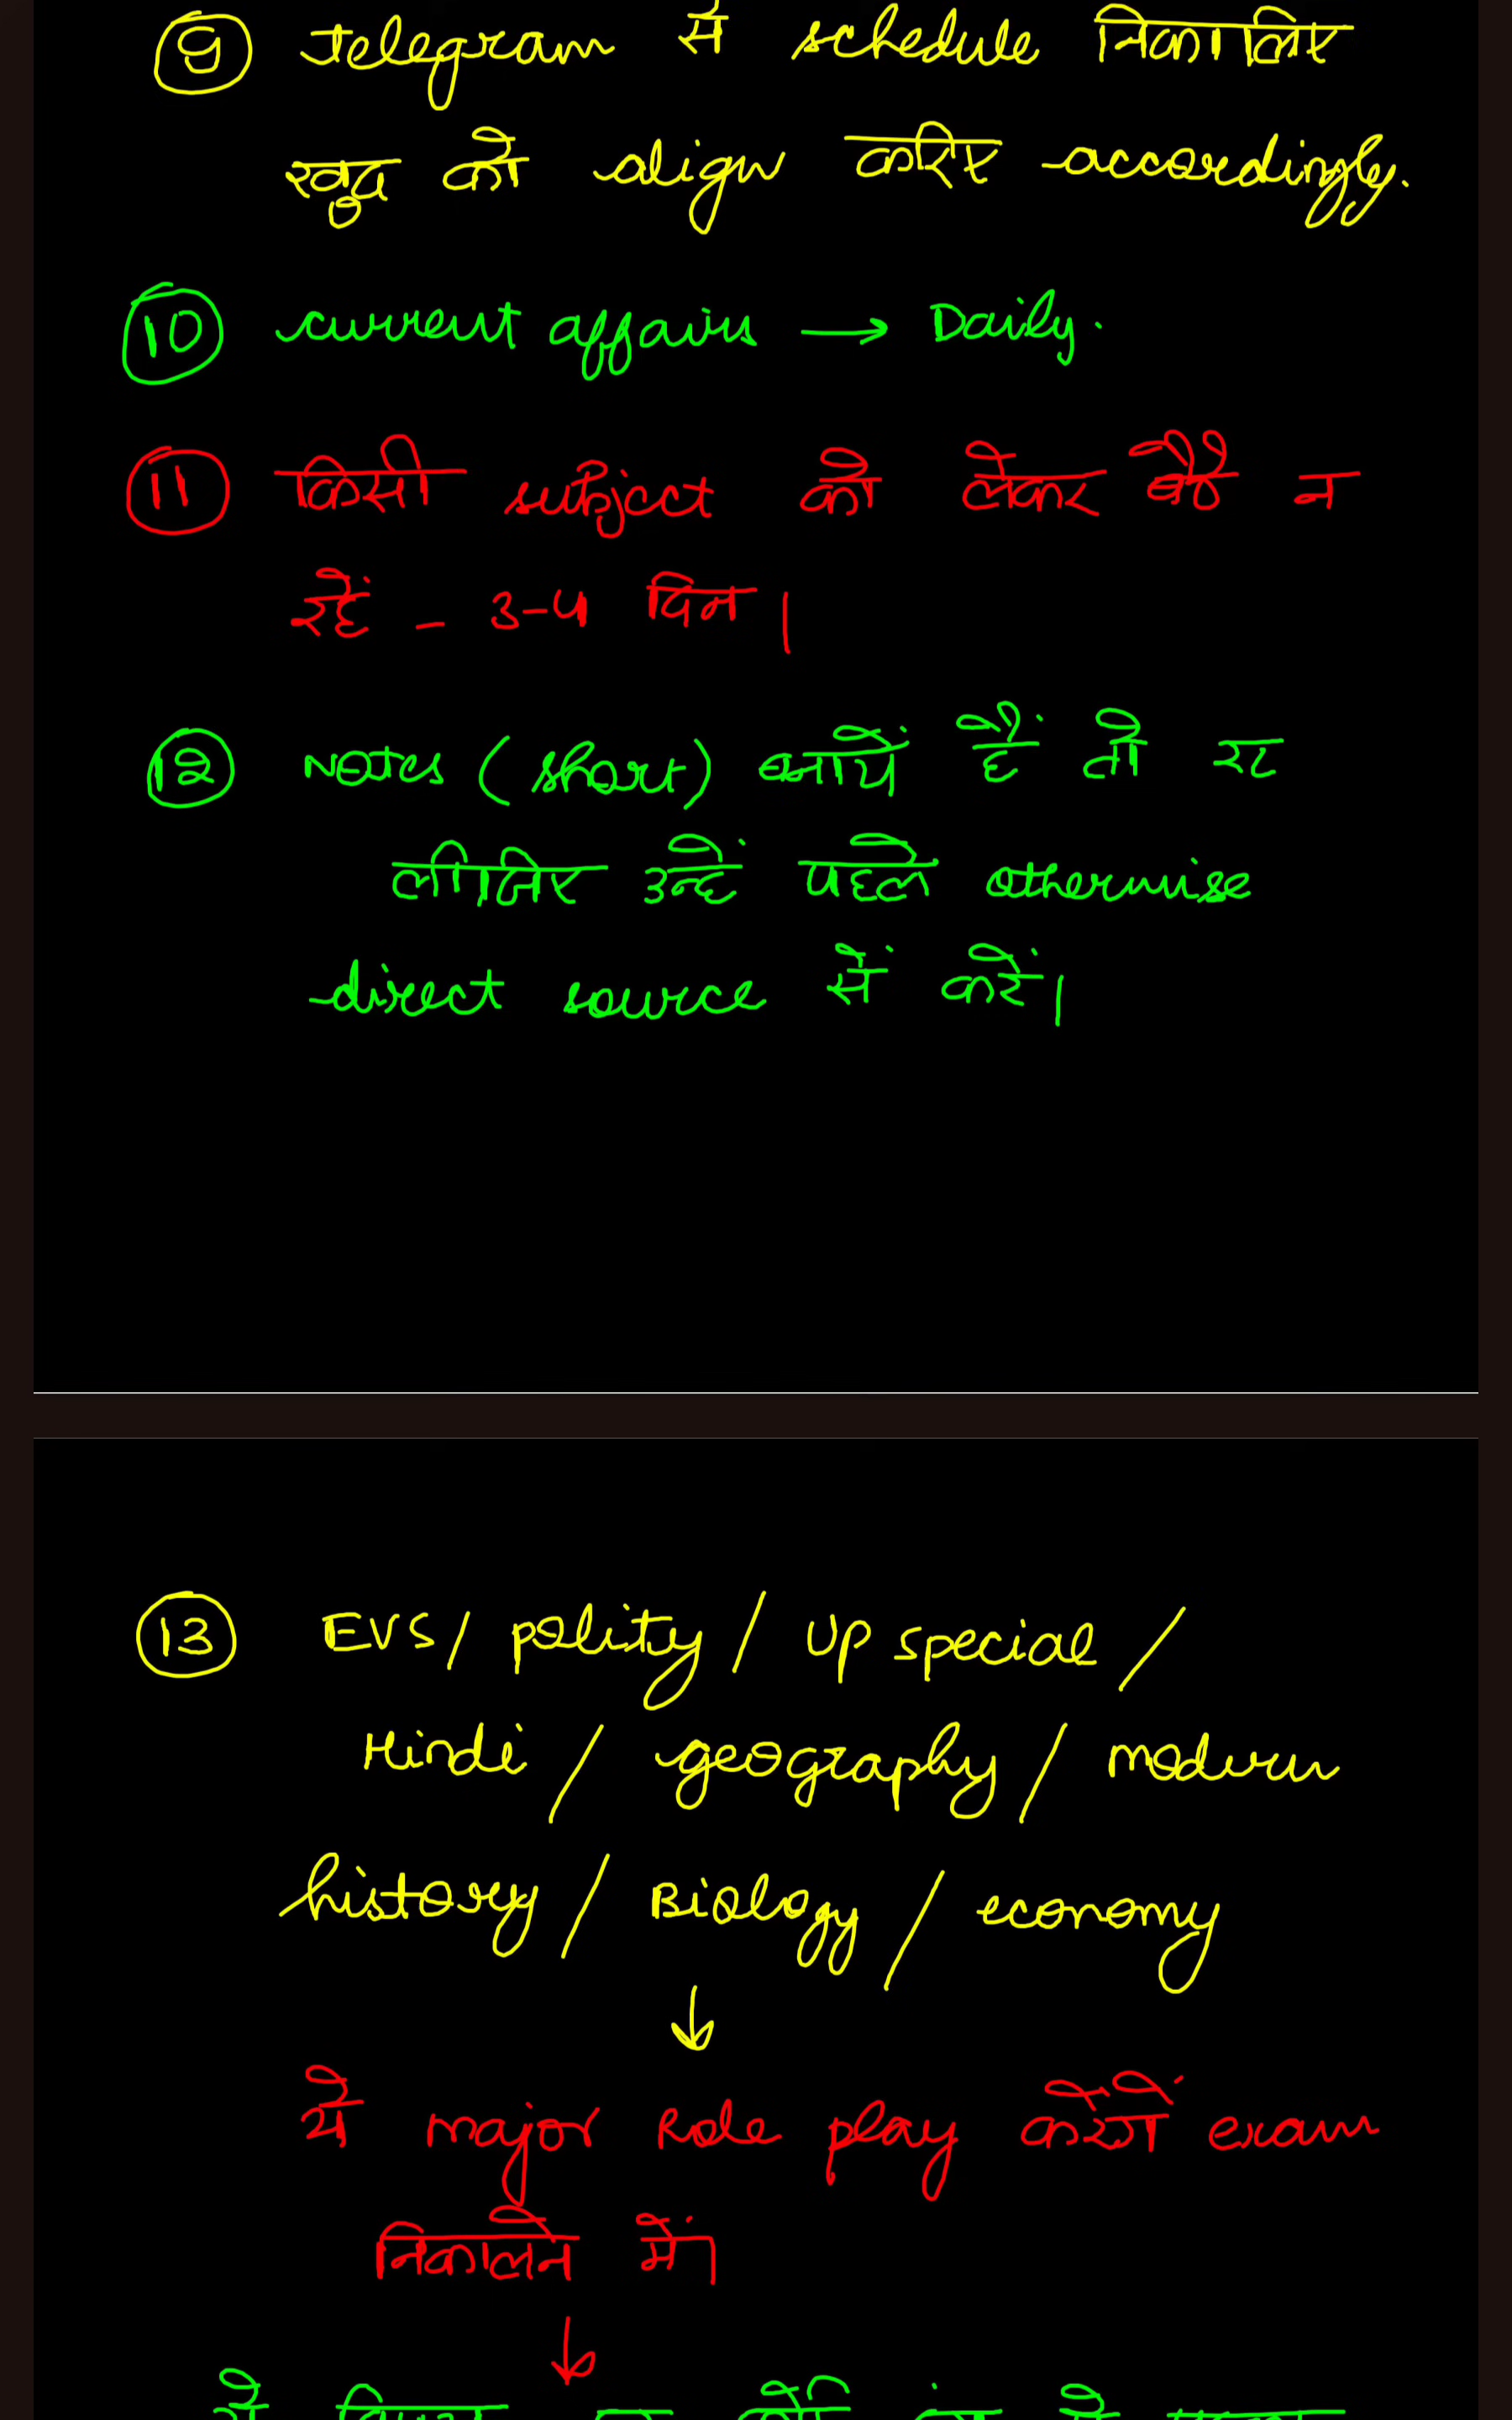 9 Telegram से schedule निकालिए
खुद को align करिए accordingly.
10 current affairs → Daily.
11 किसी subject को लेकर बैठे न
रहें - 3-4 दिन।
12 Notes (short) बनायें हैं तो रट
लीजिए उन्हें पहले otherwise
direct source सें करें।
13 EVS / polity / UP special /
Hindi / geography / modern
history / Biology / economy
↓
ये major Role play करेंगें exam
निकालने में।
↓